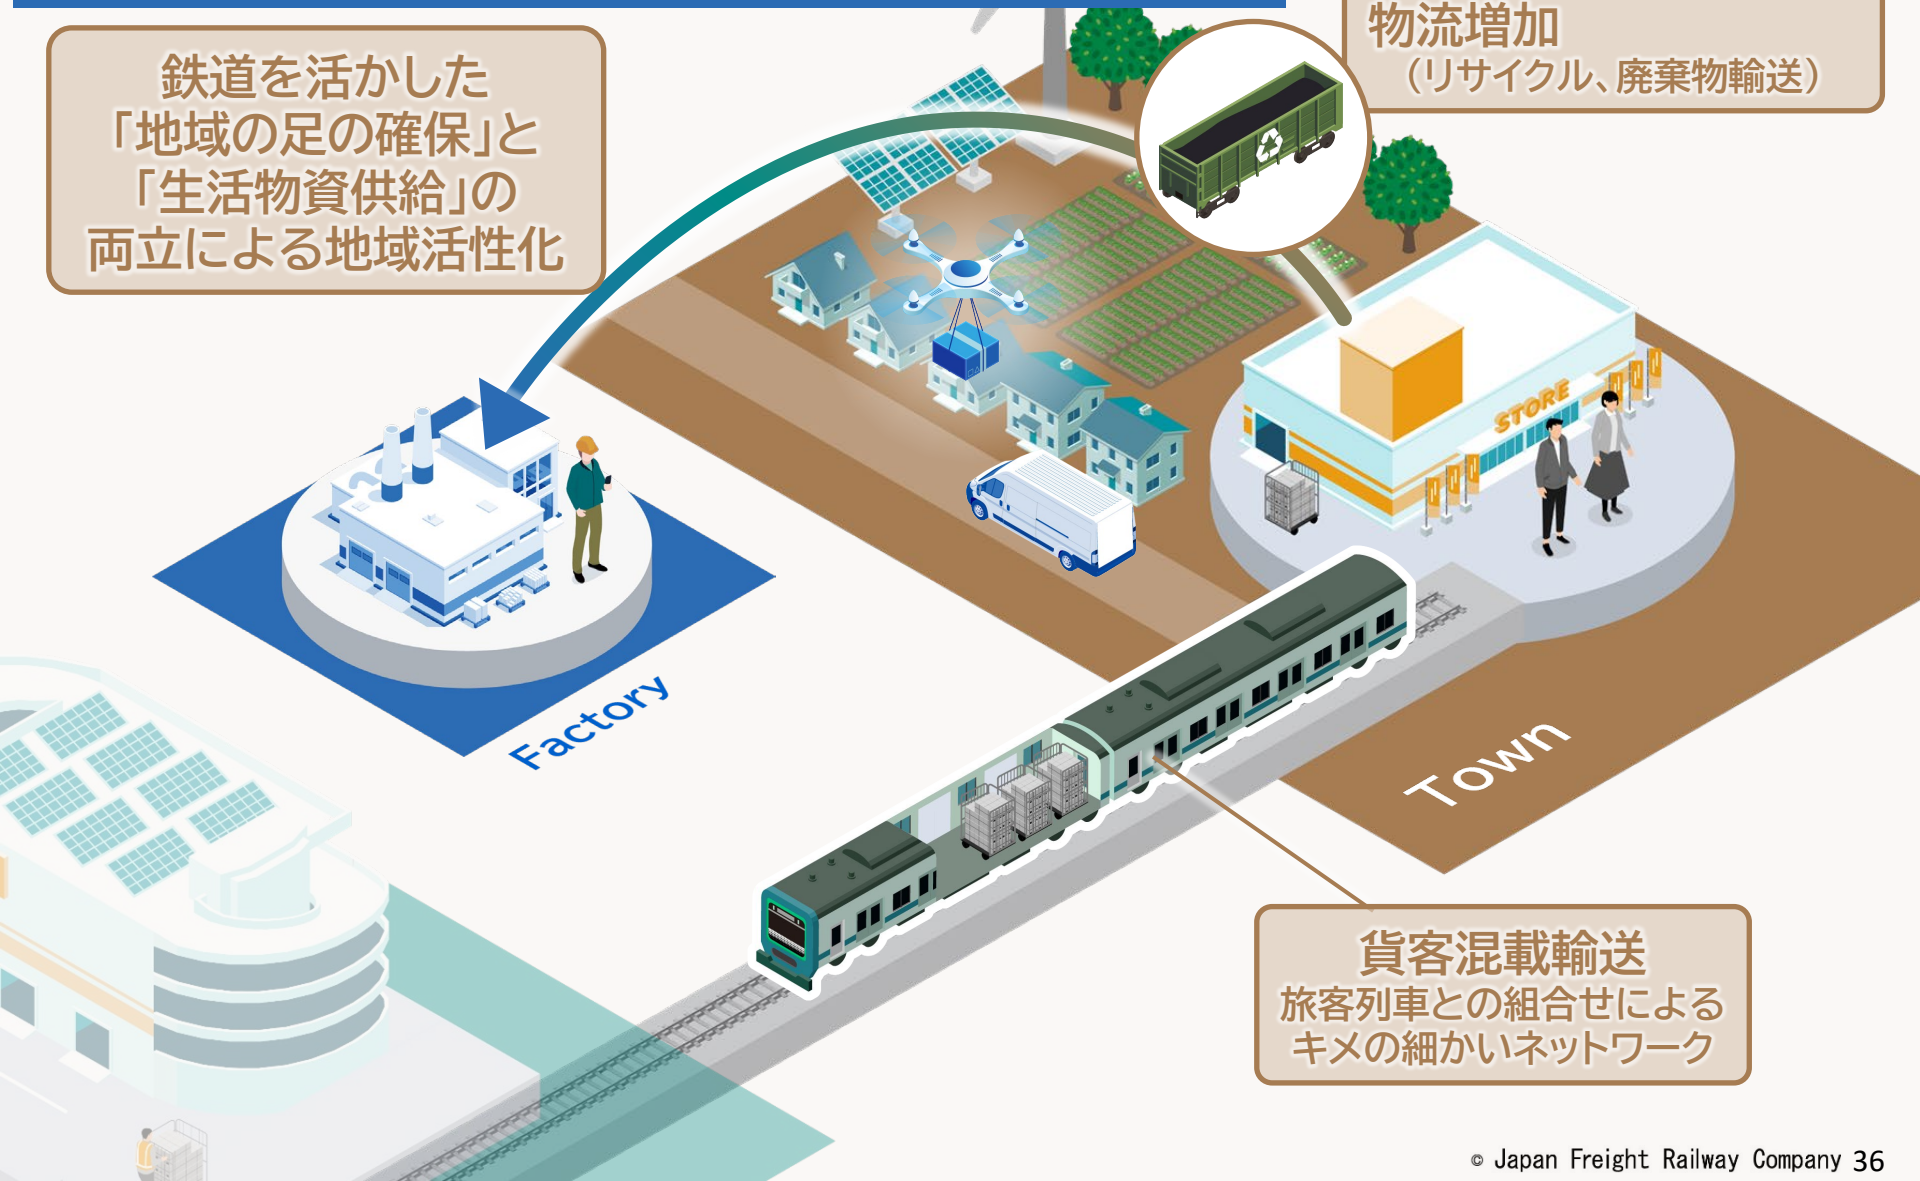 鉄道を活かした
「地域の足の確保」と
「生活物資供給」の
両立による地域活性化
物流増加
（リサイクル、廃棄物輸送）
STORE
Factory
Town
貨客混載輸送
旅客列車との組合せによる
キメの細かいネットワーク
© Japan Freight Railway Company 36